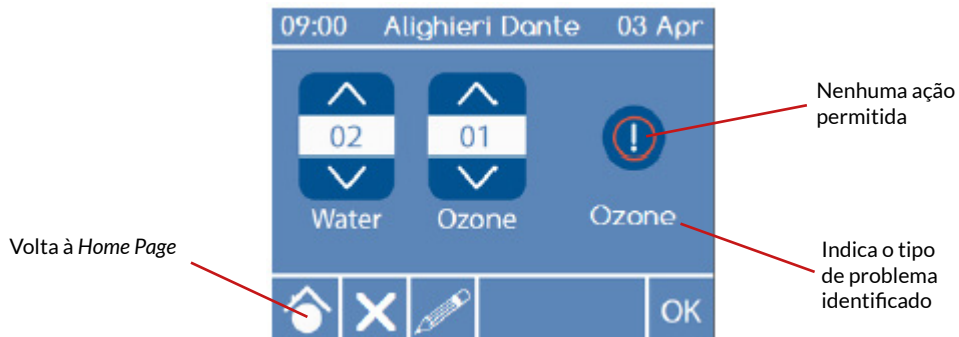 09:00 Alighieri Dante 03 Apr
Nenhuma ação
permitida
02 01
Water Ozone Ozone
Volta à Home Page
Indica o tipo
de problema
identificado
OK